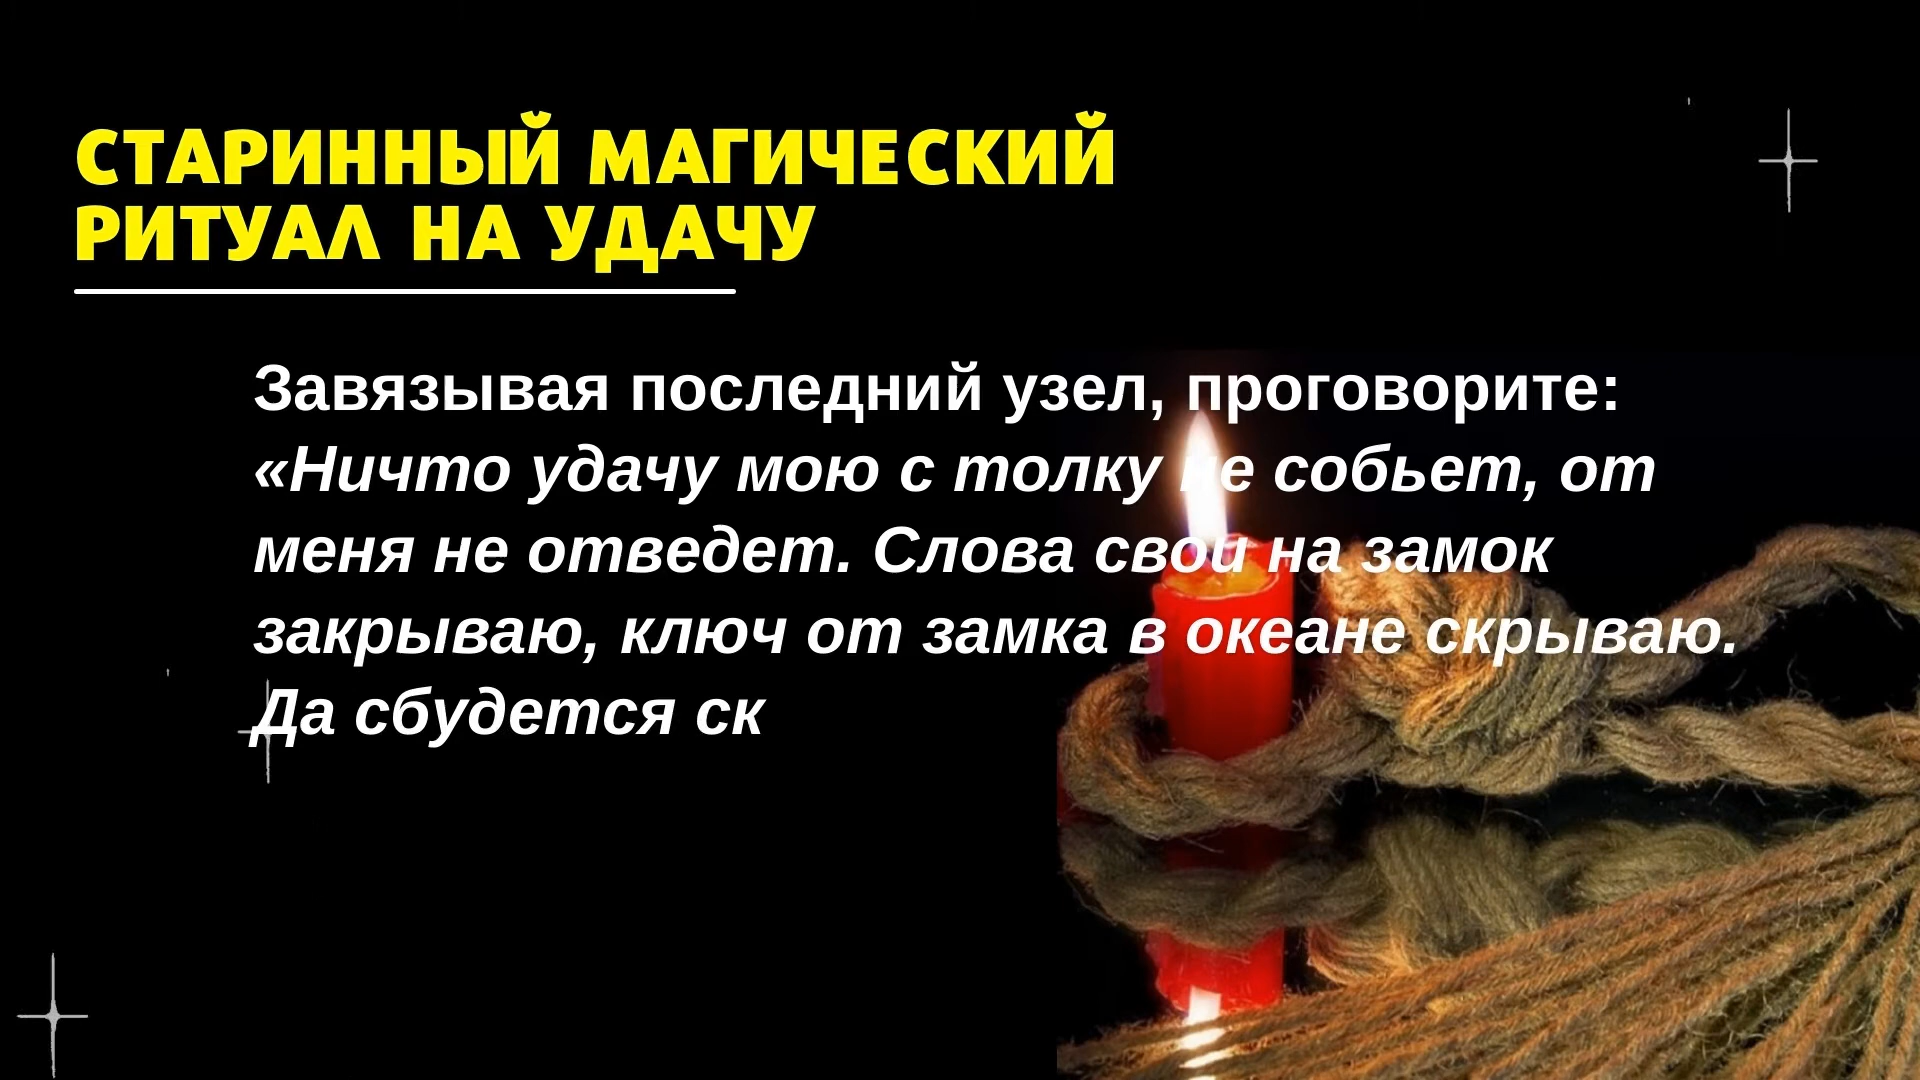 СТАРИННЫЙ МАГИЧЕСКИЙ
РИТУАЛ НА УДАЧУ
Завязывая последний узел, проговорите:
«Ничто удачу мою с толку не собьет, от
меня не отведет. Слова свои на замок
закрываю, ключ от замка в океане скрываю.
Да сбудется ск